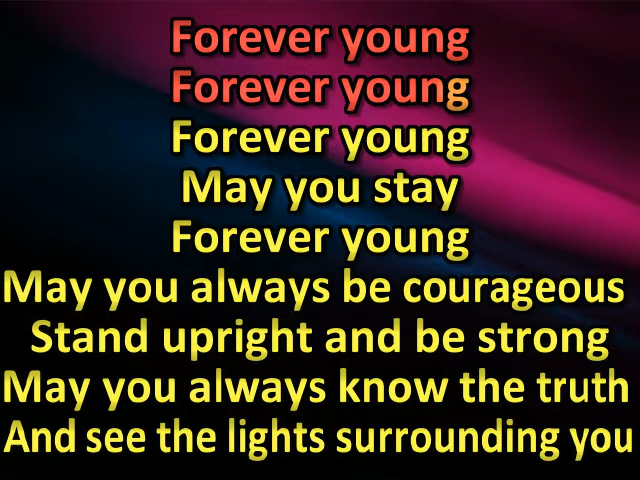 Forever young
Forever young
Forever young
May you stay
Forever young
May you always be courageous
Stand upright and be strong
May you always know the truth
And see the lights surrounding you